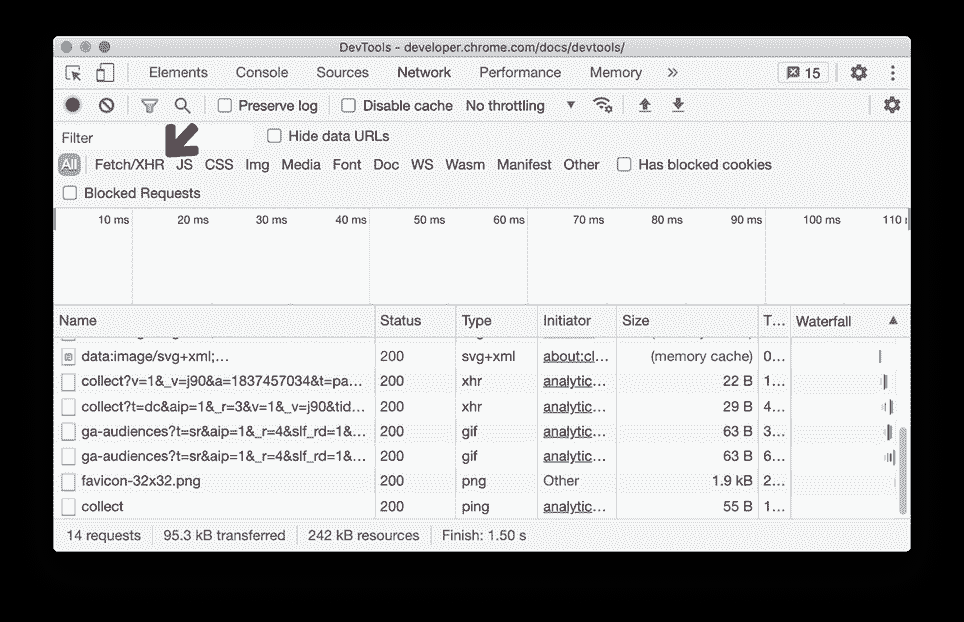 DevTools - developer.chrome.com/docs/devtools/
Elements Console Sources Network Performance Memory » 15
Preserve log Disable cache No throttling
Filter Hide data URLs
All Fetch/XHR JS CSS Img Media Font Doc WS Wasm Manifest Other Has blocked cookies
Blocked Requests
10 ms 20 ms 30 ms 40 ms 50 ms 60 ms 70 ms 80 ms 90 ms 100 ms 110
Name Status Type Initiator Size T... Waterfall
data:image/svg+xml;... 200 svg+xml about:cl... (memory cache) 0...
collect?v=1&_v=j90&a=1837457034&t=pa... 200 xhr analytic... 22 B 1...
collect?t=dc&aip=1&_r=3&v=1&_v=j90&tid... 200 xhr analytic... 29 B 4...
ga-audiences?t=sr&aip=1&_r=4&slf_rd=1&... 200 gif analytic... 63 B 3...
ga-audiences?t=sr&aip=1&_r=4&slf_rd=1&... 200 gif analytic... 63 B 6...
favicon-32x32.png 200 png Other 1.9 kB 2...
collect 200 ping analytic... 55 B 1...
14 requests 95.3 kB transferred 242 kB resources Finish: 1.50 s